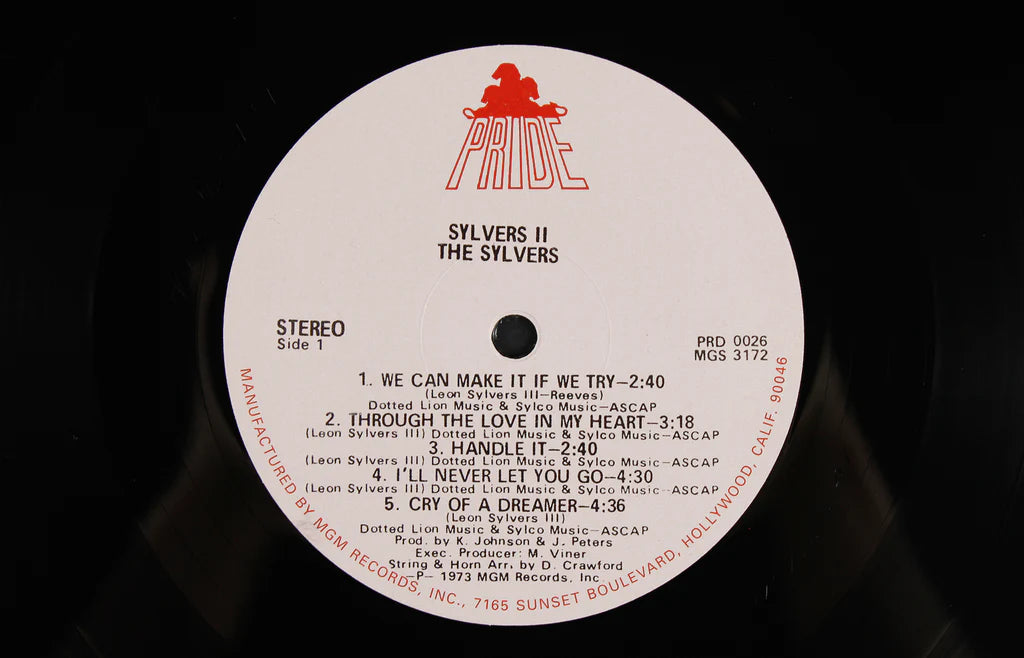 PRIDE
SYLVERS II
THE SYLVERS
STEREO
Side 1
PRD 0026
MGS 3172
1. WE CAN MAKE IT IF WE TRY—2:40
(Leon Sylvers III—Reeves)
Dotted Lion Music & Sylco Music—ASCAP
2. THROUGH THE LOVE IN MY HEART—3:18
(Leon Sylvers III) Dotted Lion Music & Sylco Music—ASCAP
3. HANDLE IT—2:40
(Leon Sylvers III) Dotted Lion Music & Sylco Music—ASCAP
4. I'LL NEVER LET YOU GO—4:30
(Leon Sylvers III) Dotted Lion Music & Sylco Music--ASCAP
5. CRY OF A DREAMER—4:36
(Leon Sylvers III)
Dotted Lion Music & Sylco Music—ASCAP
Prod. by K. Johnson & J. Peters
Exec. Producer: M. Viner
String & Horn Arr. by D. Crawford
—P— 1973 MGM Records, Inc.
MANUFACTURED BY MGM RECORDS, INC., 7165 SUNSET BOULEVARD, HOLLYWOOD, CALIF. 90046